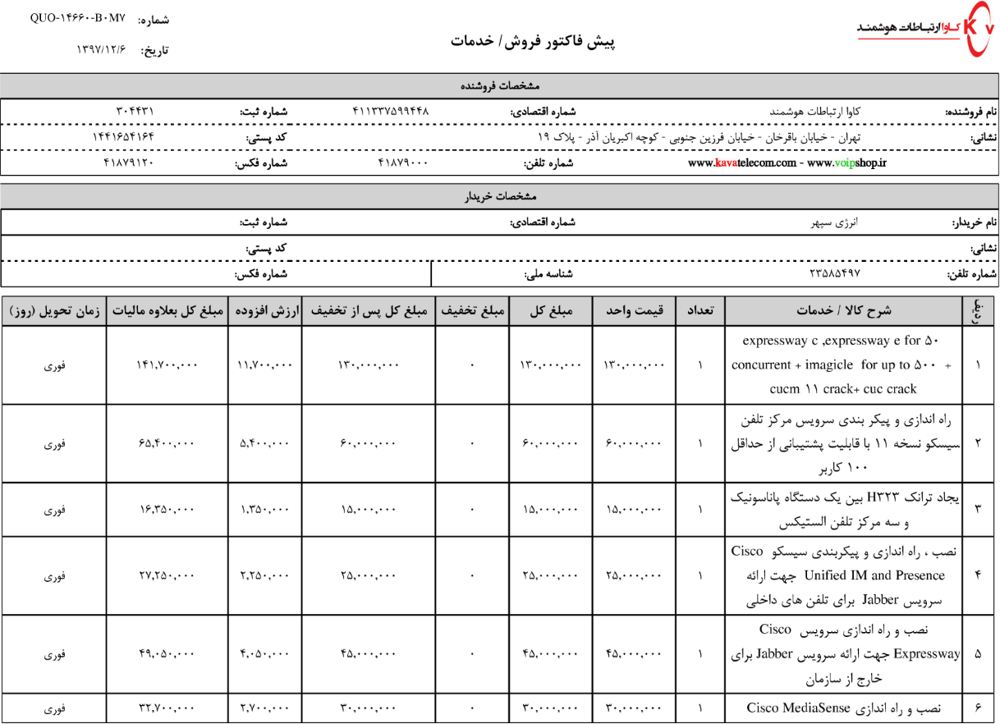 کاوا ارتباطات هوشمند
پیش فاکتور فروش/ خدمات
شماره: QUO-۱۴۶۶۰-B۰M۷
تاریخ: ۱۳۹۷/۱۲/۶
مشخصات فروشنده
نام فروشنده: کاوا ارتباطات هوشمند شماره اقتصادی: ۴۱۱۳۳۷۵۹۹۴۴۸ شماره ثبت: ۳۰۴۴۳۱
نشانی: تهران - خیابان باقرخان - خیابان فرزین جنوبی - کوچه اکبریان آذر - پلاک ۱۹ کد پستی: ۱۴۴۱۶۵۴۱۶۴
www.kavatelecom.com - www.voipshop.ir شماره تلفن: ۴۱۸۷۹۰۰۰ شماره فکس: ۴۱۸۷۹۱۲۰
مشخصات خریدار
نام خریدار: انرژی سپهر شماره اقتصادی: شماره ثبت:
نشانی: کد پستی:
شماره تلفن: ۲۳۵۸۵۴۹۷ شناسه ملی: شماره فکس:
ردیف شرح کالا / خدمات تعداد قیمت واحد مبلغ کل مبلغ تخفیف مبلغ کل پس از تخفیف ارزش افزوده مبلغ کل بعلاوه مالیات زمان تحویل (روز)
expressway c ,expressway e for ۵۰
۱ concurrent + imagicle for up to ۵۰۰ + ۱ ۱۳۰,۰۰۰,۰۰۰ ۱۳۰,۰۰۰,۰۰۰ ۰ ۱۳۰,۰۰۰,۰۰۰ ۱۱,۷۰۰,۰۰۰ ۱۴۱,۷۰۰,۰۰۰ فوری
cucm ۱۱ crack+ cuc crack
راه اندازی و پیکر بندی سرویس مرکز تلفن
۲ سیسکو نسخه ۱۱ با قابلیت پشتیبانی از حداقل ۱ ۶۰,۰۰۰,۰۰۰ ۶۰,۰۰۰,۰۰۰ ۰ ۶۰,۰۰۰,۰۰۰ ۵,۴۰۰,۰۰۰ ۶۵,۴۰۰,۰۰۰ فوری
۱۰۰ کاربر
۳ یجاد ترانک H۳۲۳ بین یک دستگاه پاناسونیک ۱ ۱۵,۰۰۰,۰۰۰ ۱۵,۰۰۰,۰۰۰ ۰ ۱۵,۰۰۰,۰۰۰ ۱,۳۵۰,۰۰۰ ۱۶,۳۵۰,۰۰۰ فوری
و سه مرکز تلفن الستیکس
نصب ، راه اندازی و پیکربندی سیسکو Cisco
۴ Unified IM and Presence جهت ارائه ۱ ۲۵,۰۰۰,۰۰۰ ۲۵,۰۰۰,۰۰۰ ۰ ۲۵,۰۰۰,۰۰۰ ۲,۲۵۰,۰۰۰ ۲۷,۲۵۰,۰۰۰ فوری
سرویس Jabber برای تلفن های داخلی
نصب و راه اندازی سرویس Cisco
۵ Expressway جهت ارائه سرویس Jabber برای ۱ ۴۵,۰۰۰,۰۰۰ ۴۵,۰۰۰,۰۰۰ ۰ ۴۵,۰۰۰,۰۰۰ ۴,۰۵۰,۰۰۰ ۴۹,۰۵۰,۰۰۰ فوری
خارج از سازمان
۶ نصب و راه اندازی Cisco MediaSense ۱ ۳۰,۰۰۰,۰۰۰ ۳۰,۰۰۰,۰۰۰ ۰ ۳۰,۰۰۰,۰۰۰ ۲,۷۰۰,۰۰۰ ۳۲,۷۰۰,۰۰۰ فوری